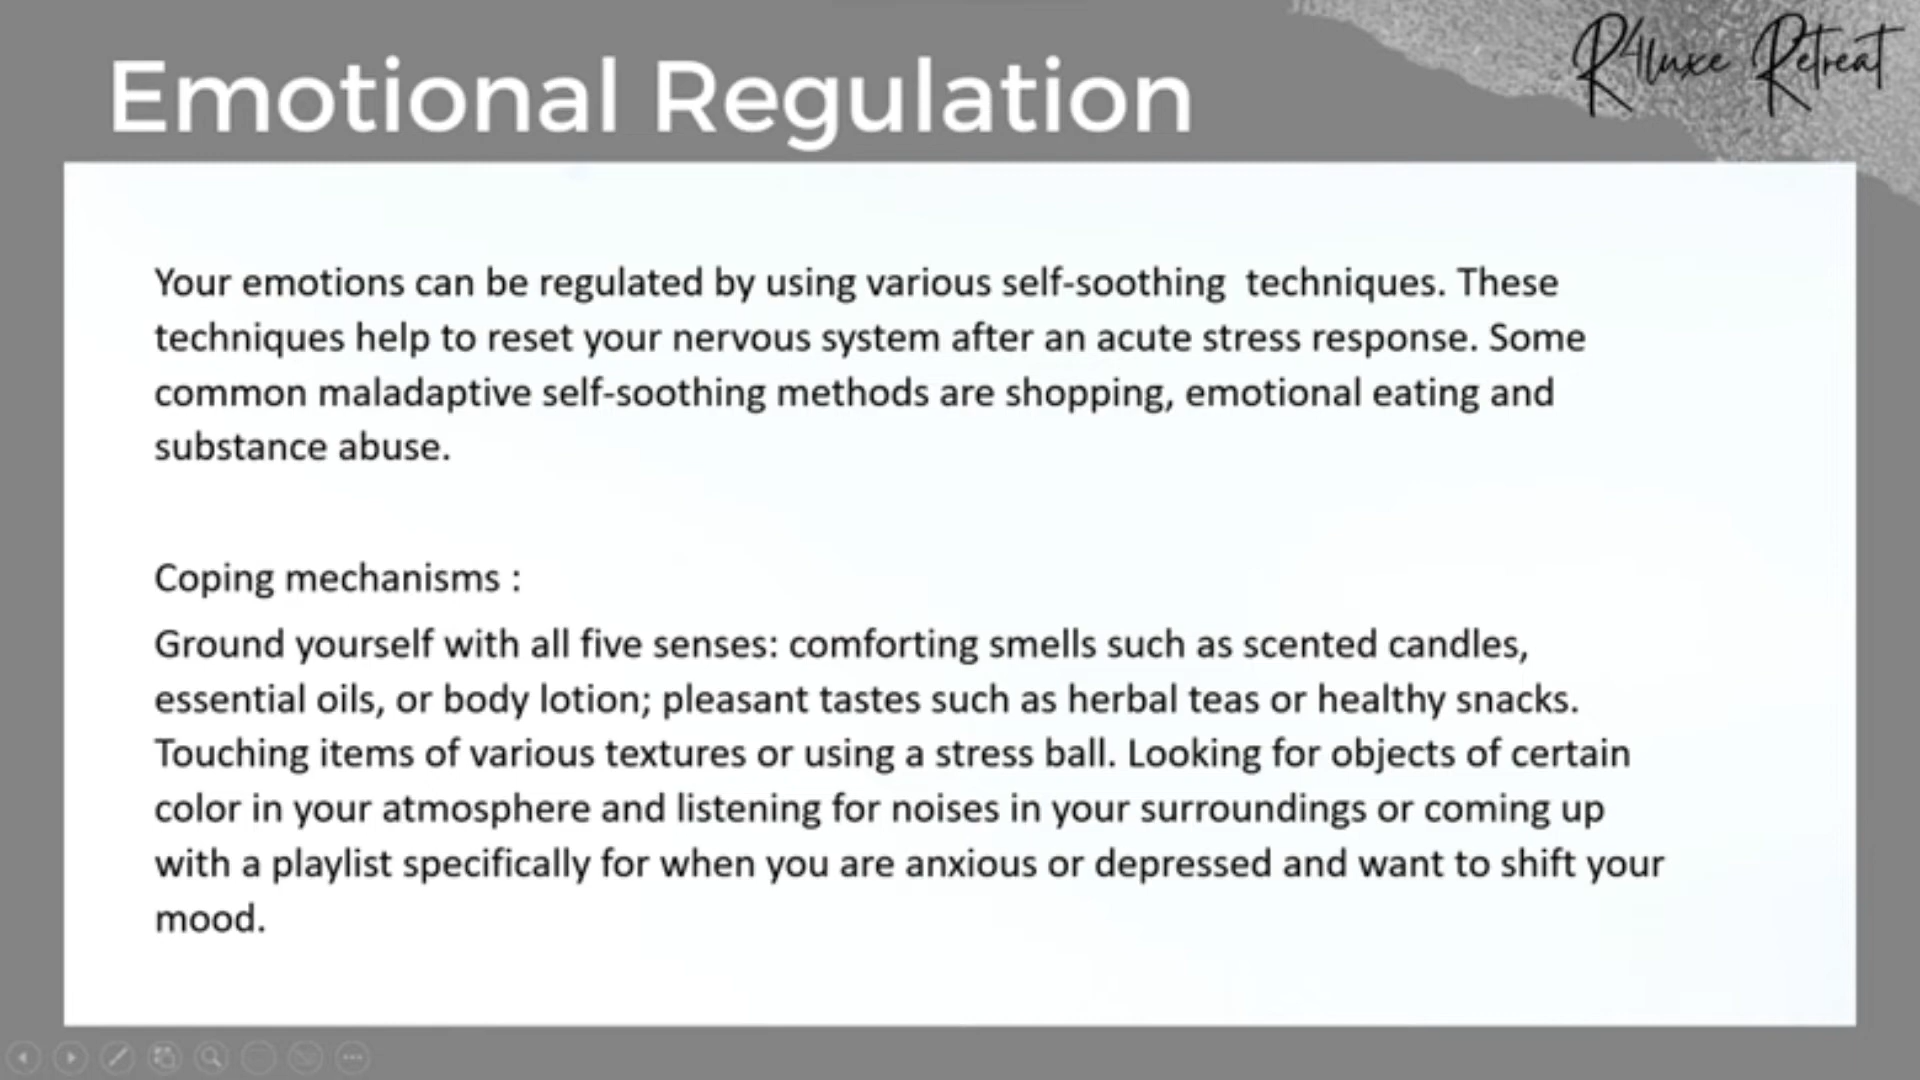 Emotional Regulation
R4luxe Retreat
Your emotions can be regulated by using various self-soothing  techniques. These
techniques help to reset your nervous system after an acute stress response. Some
common maladaptive self-soothing methods are shopping, emotional eating and
substance abuse.
Coping mechanisms :
Ground yourself with all five senses: comforting smells such as scented candles,
essential oils, or body lotion; pleasant tastes such as herbal teas or healthy snacks.
Touching items of various textures or using a stress ball. Looking for objects of certain
color in your atmosphere and listening for noises in your surroundings or coming up
with a playlist specifically for when you are anxious or depressed and want to shift your
mood.